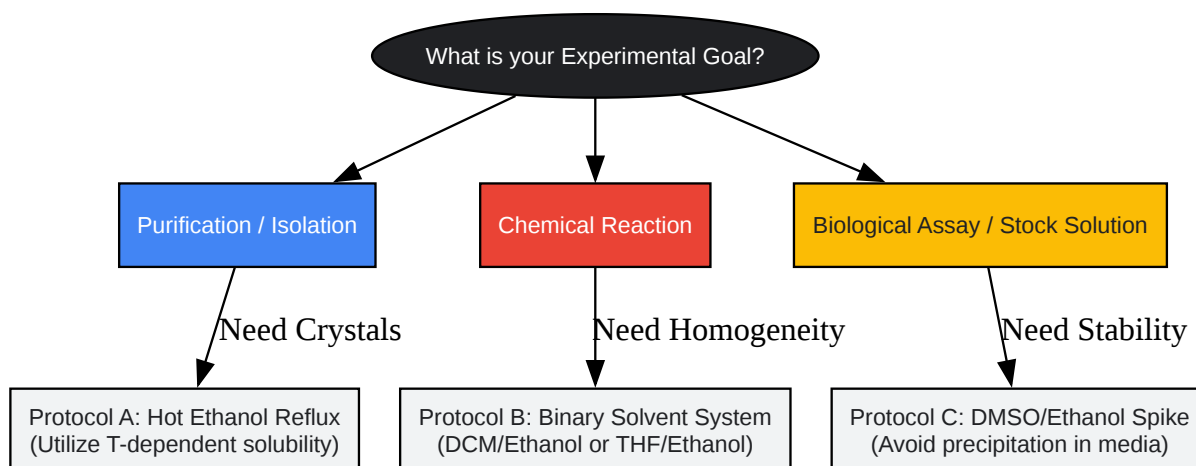 What is your Experimental Goal?
Purification / Isolation
Chemical Reaction
Biological Assay / Stock Solution
Need Crystals
Need Homogeneity
Need Stability
Protocol A: Hot Ethanol Reflux
(Utilize T-dependent solubility)
Protocol B: Binary Solvent System
(DCM/Ethanol or THF/Ethanol)
Protocol C: DMSO/Ethanol Spike
(Avoid precipitation in media)